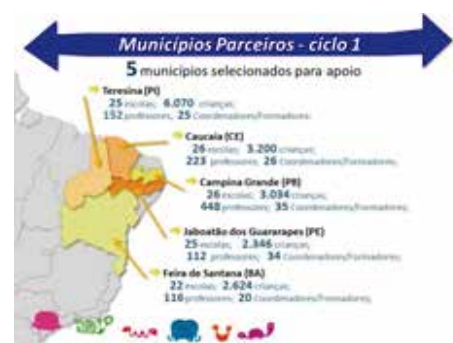 Municípios Parceiros - ciclo 1
5 municípios selecionados para apoio
Teresina (PI)
25 escolas; 6.070 crianças;
152 professores, 25 Coordenadores/Formadores;
Caucaia (CE)
26 escolas; 3.200 crianças;
223 professores; 26 Coordenadores/Formadores;
Campina Grande (PB)
26 escolas; 3.034 crianças;
448 professores; 35 Coordenadores/Formadores;
Jaboatão dos Guararapes (PE)
25 escolas; 2.346 crianças;
112 professores; 34 Coordenadores/Formadores;
Feira de Santana (BA)
22 escolas; 2.624 crianças;
116 professores; 20 Coordenadores/Formadores;